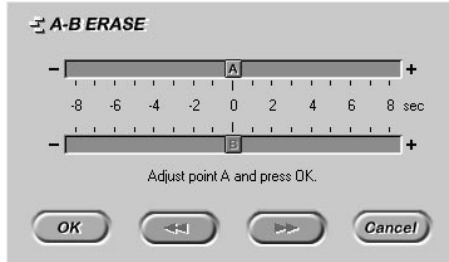 A-B ERASE
- A +
-8 -6 -4 -2 0 2 4 6 8 sec
- B +
Adjust point A and press OK.
OK Cancel